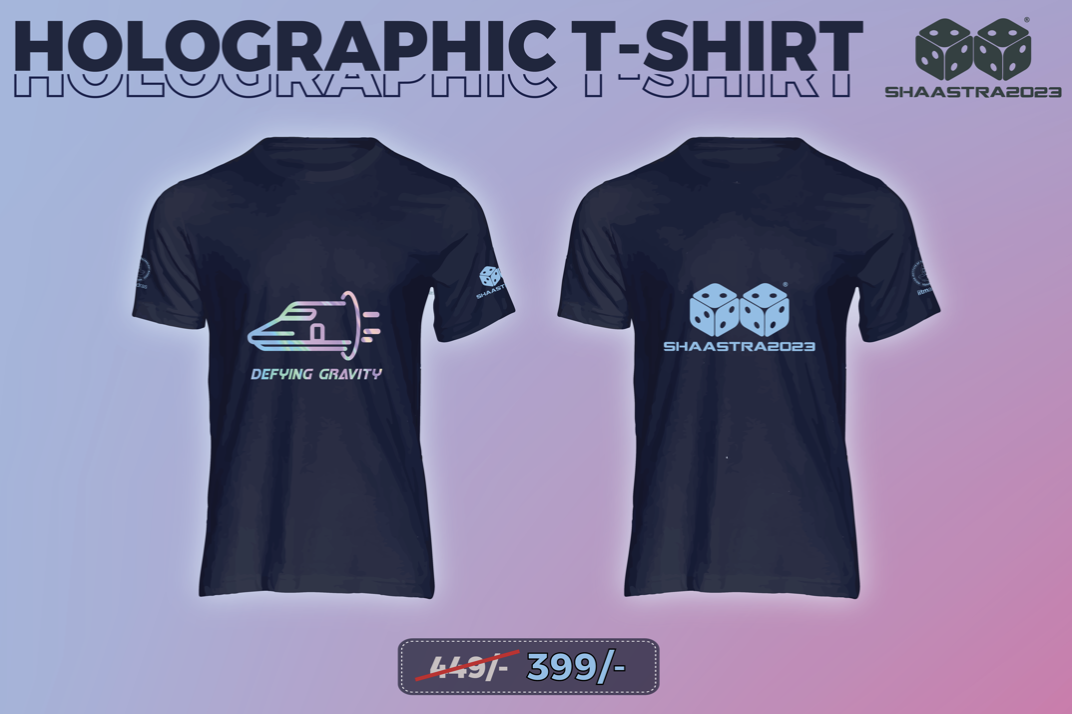 HOLOGRAPHIC T-SHIRT
HOLOGRAPHIC T-SHIRT
®
SHAASTRA2023
DEFYING GRAVITY
®
SHAASTRA2023
449/- 399/-